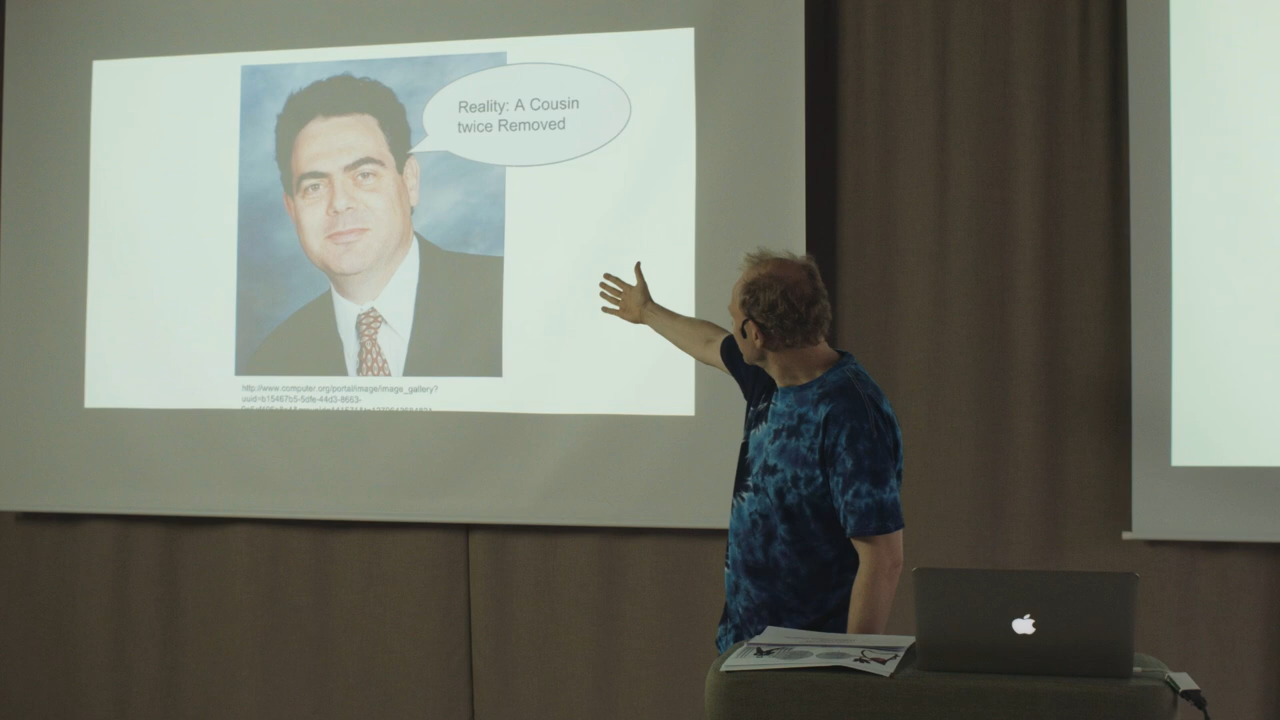 Reality: A Cousin
twice Removed
http://www.computer.org/portal/image/image_gallery?
uuid=b15467b5-5dfe-44d3-8663-